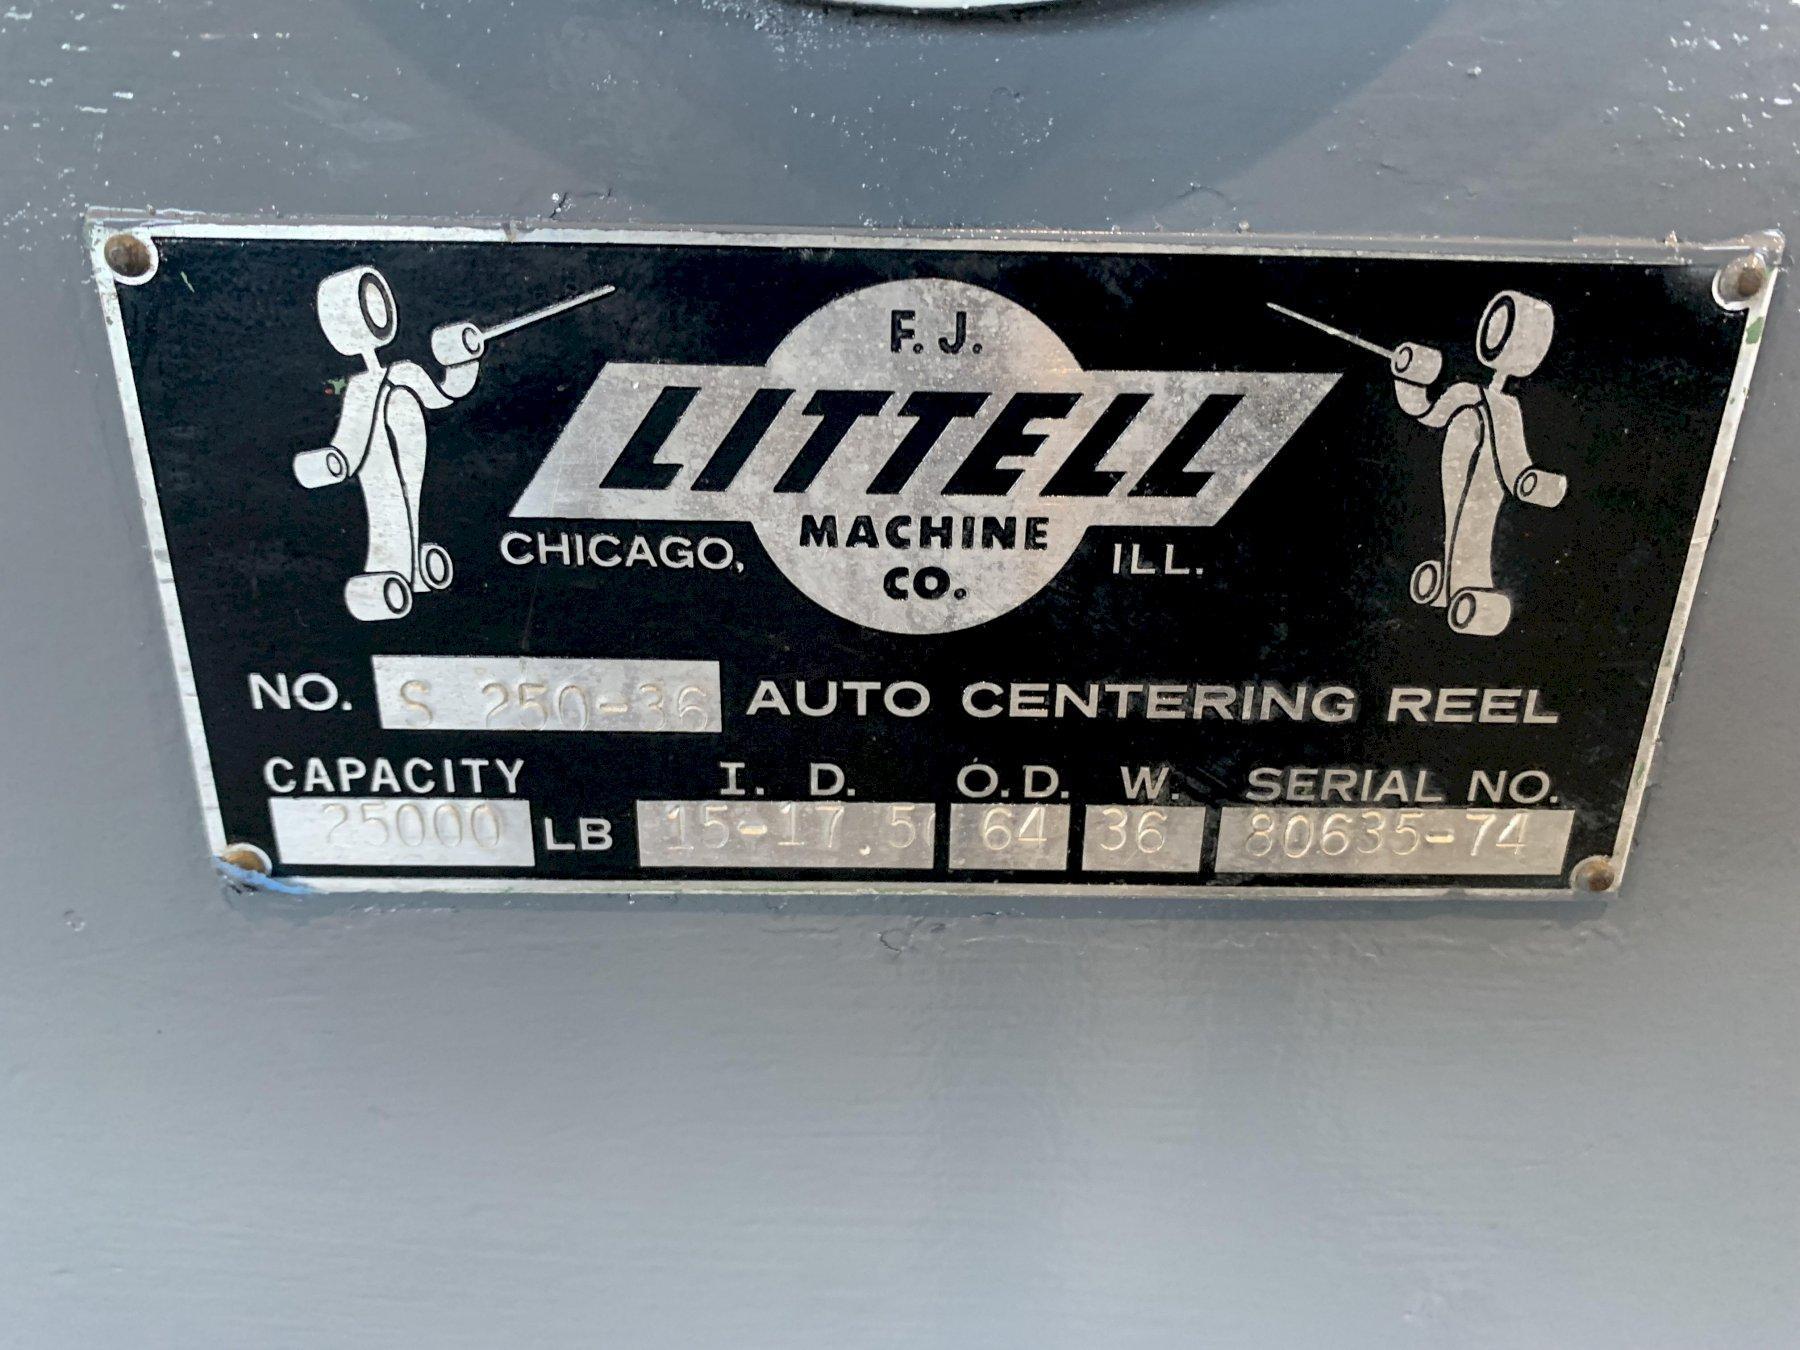 F. J.
LITTELL
MACHINE
CO.
CHICAGO, ILL.
NO. S 250-36 AUTO CENTERING REEL
CAPACITY I. D. O.D. W. SERIAL NO.
25000 LB 15-17.50 64 36 80635-74